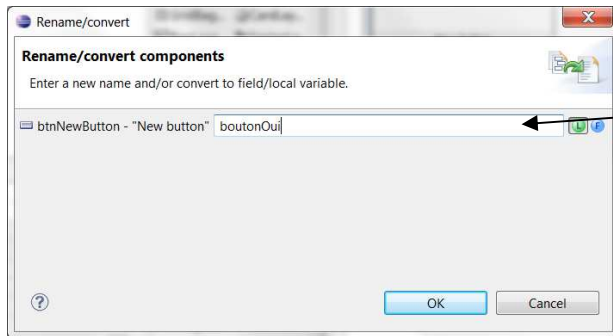 Rename/convert
Rename/convert components
Enter a new name and/or convert to field/local variable.
btnNewButton - "New button" boutonOui
L F
? OK Cancel